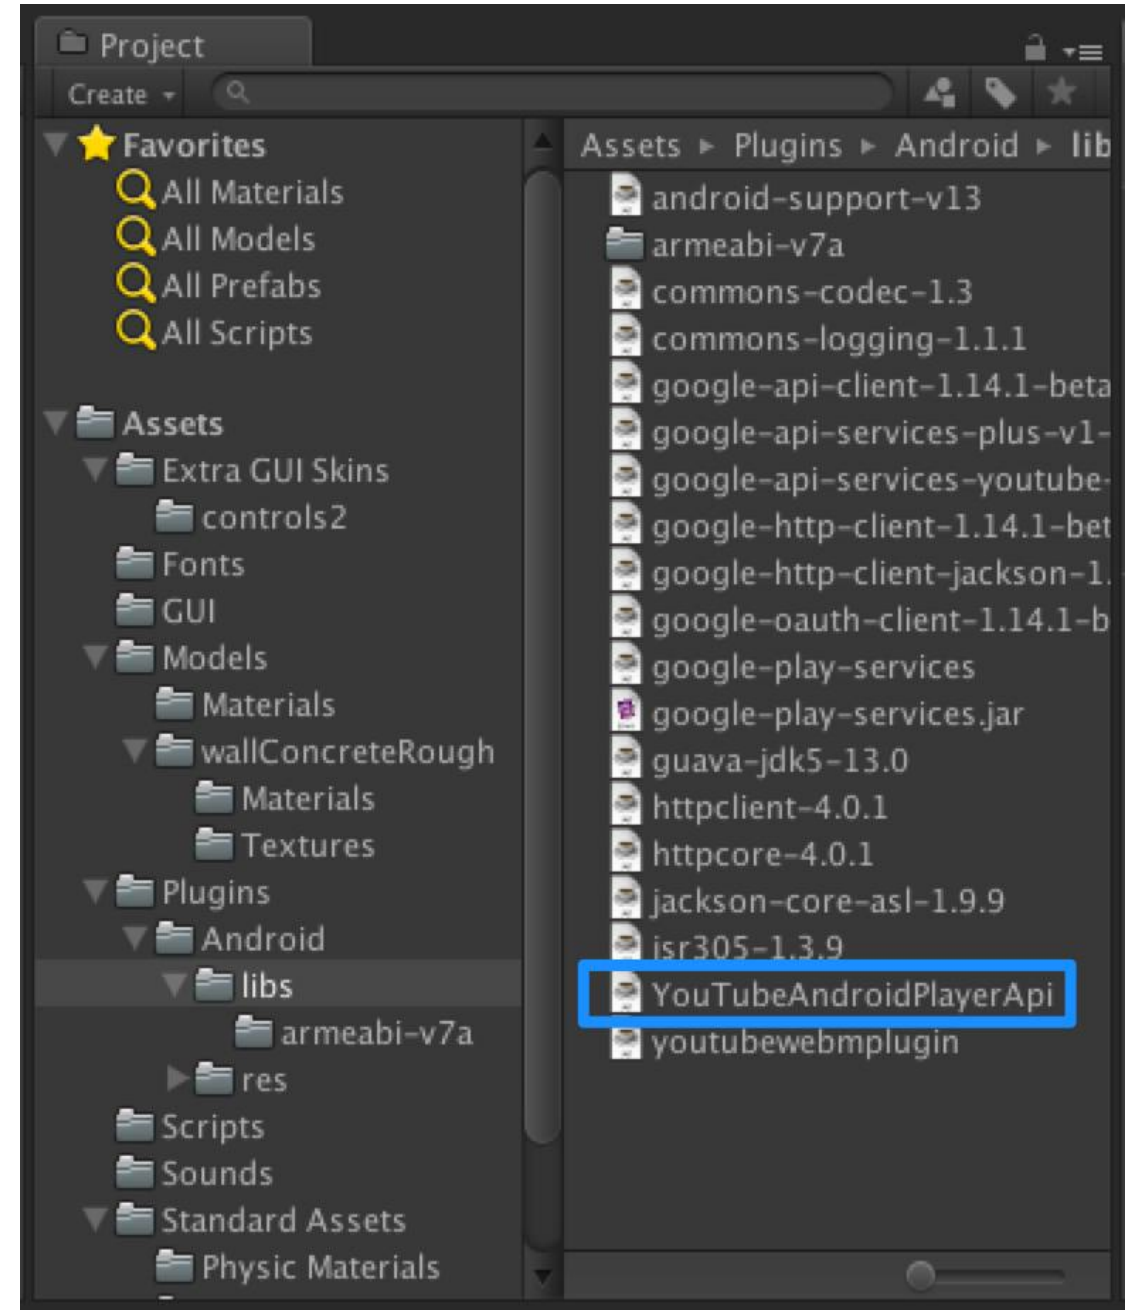 Project
Create
Favorites
All Materials
All Models
All Prefabs
All Scripts
Assets
Extra GUI Skins
controls2
Fonts
GUI
Models
Materials
wallConcreteRough
Materials
Textures
Plugins
Android
libs
armeabi-v7a
res
Scripts
Sounds
Standard Assets
Physic Materials
Assets ▸ Plugins ▸ Android ▸ lib
android-support-v13
armeabi-v7a
commons-codec-1.3
commons-logging-1.1.1
google-api-client-1.14.1-beta
google-api-services-plus-v1-
google-api-services-youtube-
google-http-client-1.14.1-bet
google-http-client-jackson-1.
google-oauth-client-1.14.1-b
google-play-services
google-play-services.jar
guava-jdk5-13.0
httpclient-4.0.1
httpcore-4.0.1
jackson-core-asl-1.9.9
jsr305-1.3.9
YouTubeAndroidPlayerApi
youtubewebmplugin